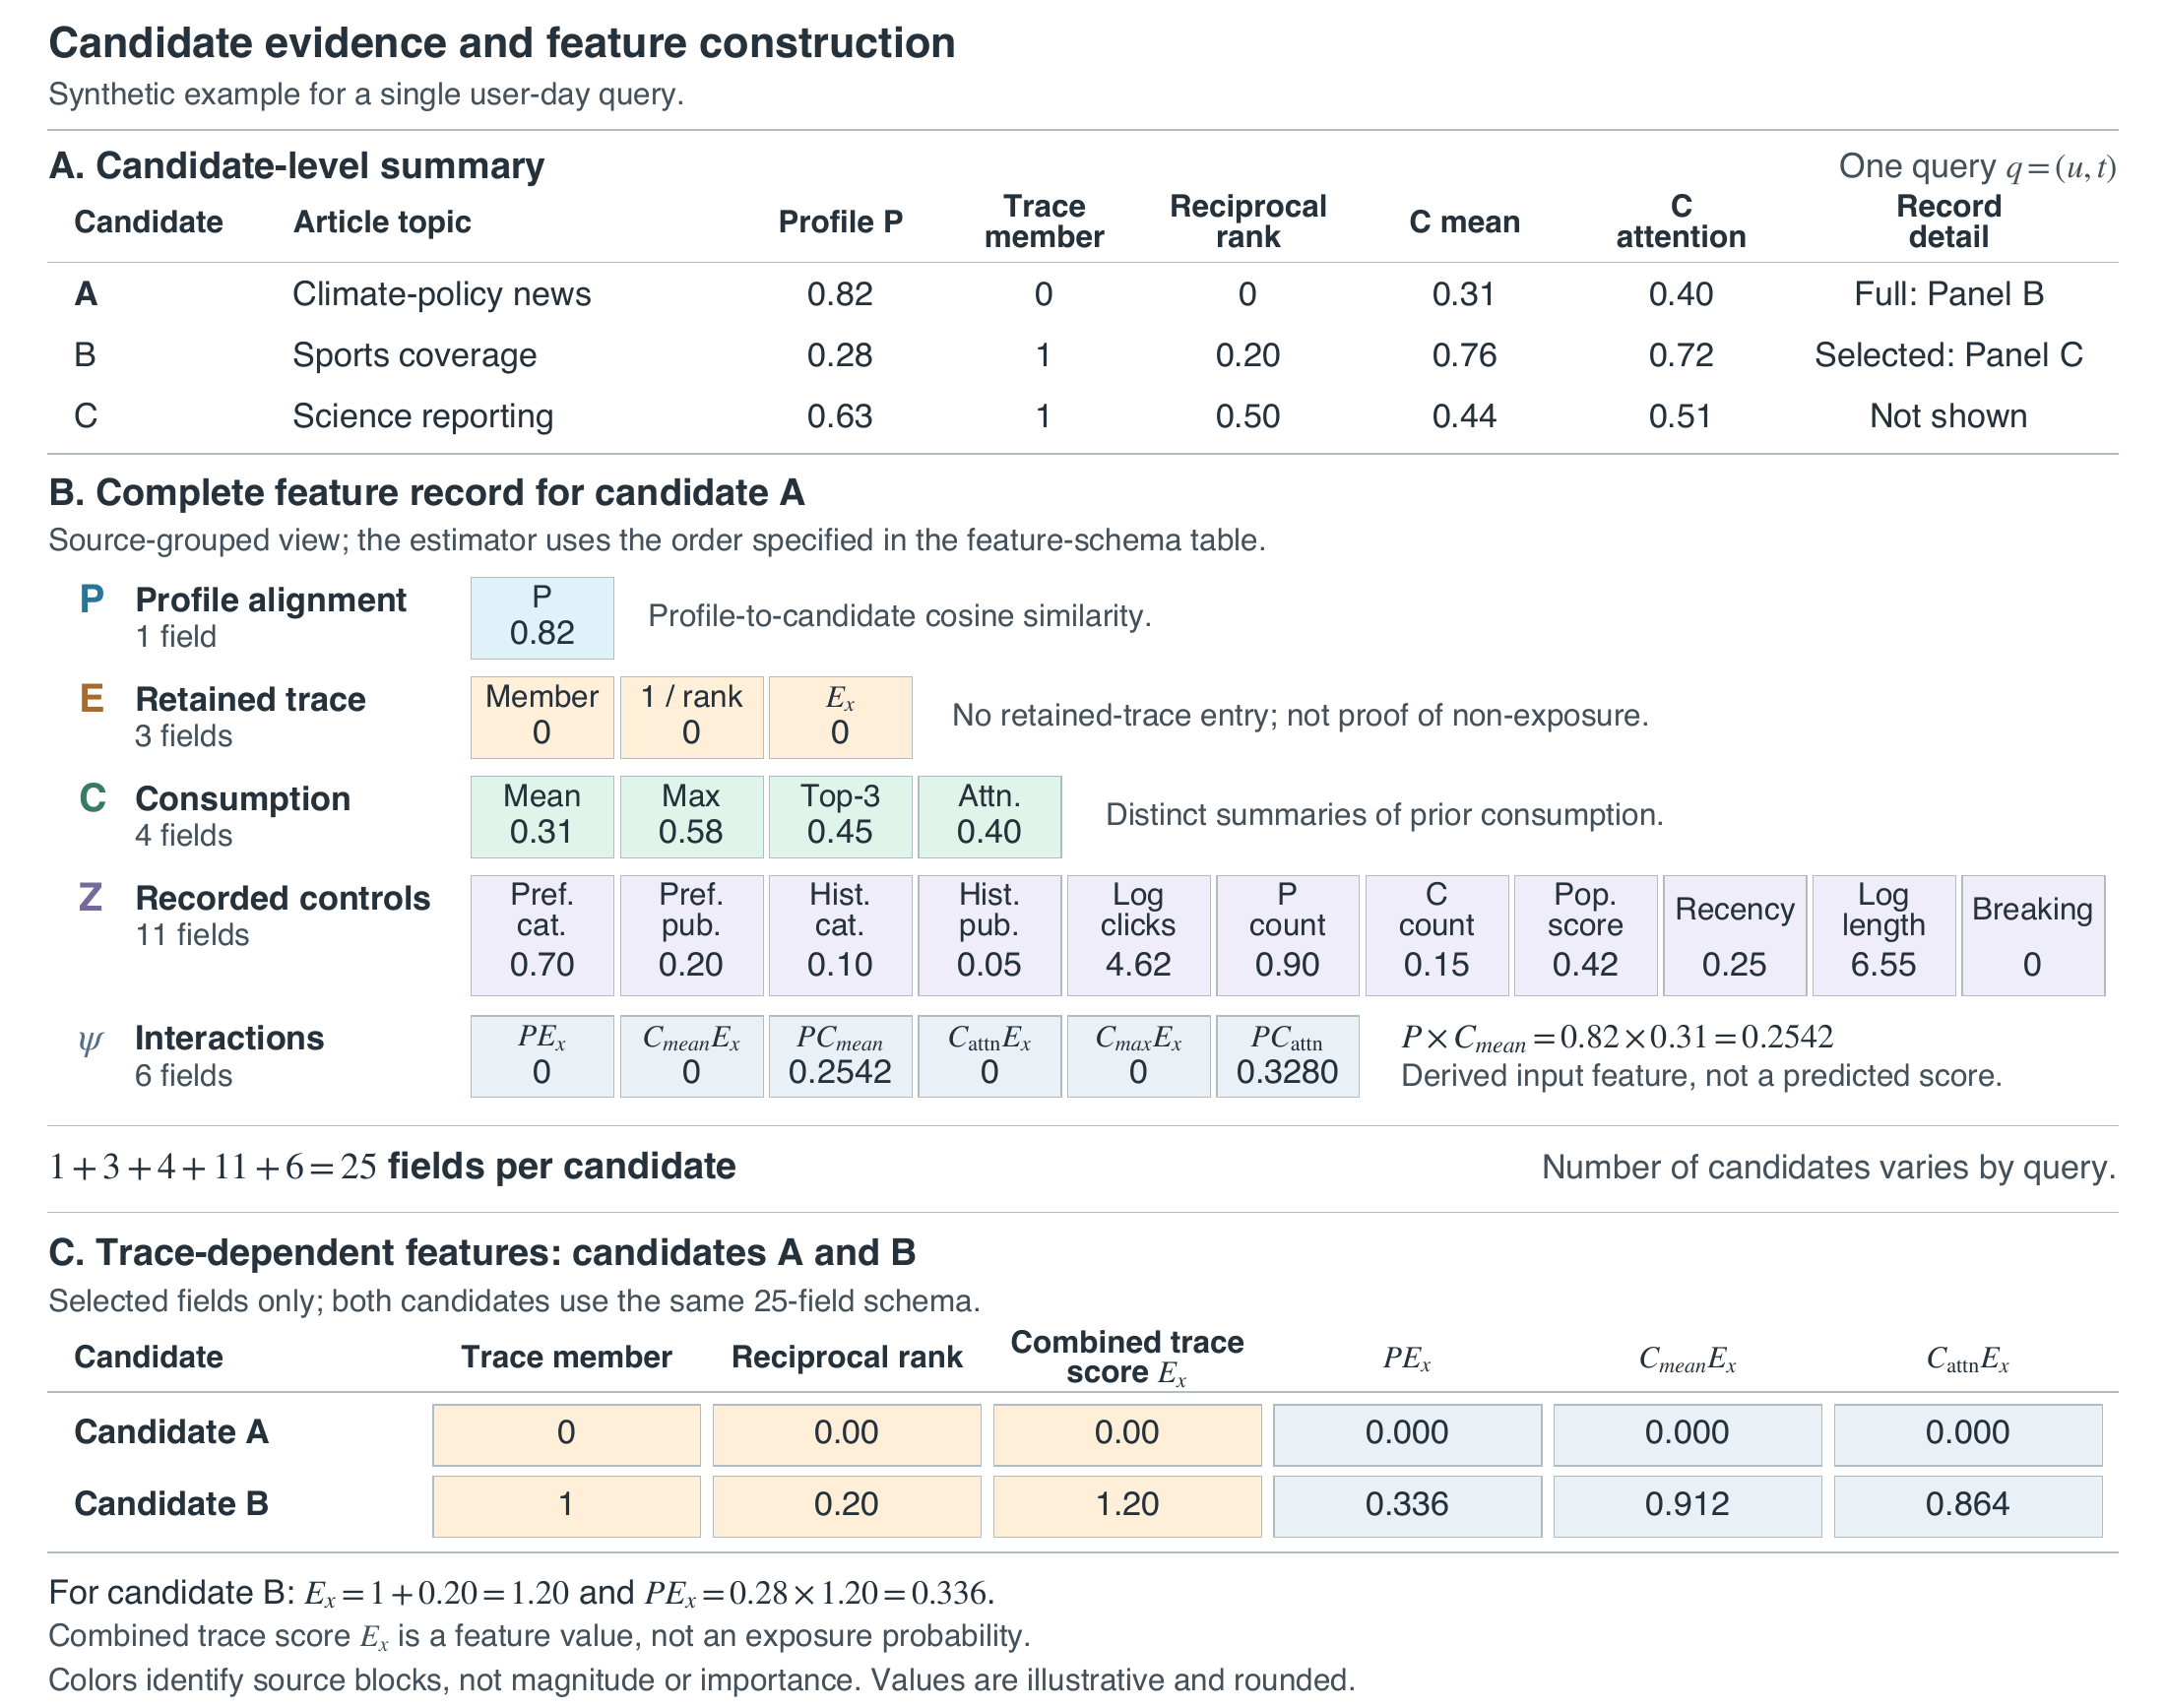 Candidate evidence and feature construction
Synthetic example for a single user-day query.
A. Candidate-level summary
One query q=(u,t)
Candidate Article topic Profile P Trace member Reciprocal rank C mean C attention Record detail
A Climate-policy news 0.82 0 0 0.31 0.40 Full: Panel B
B Sports coverage 0.28 1 0.20 0.76 0.72 Selected: Panel C
C Science reporting 0.63 1 0.50 0.44 0.51 Not shown
B. Complete feature record for candidate A
Source-grouped view; the estimator uses the order specified in the feature-schema table.
P Profile alignment
1 field
P
0.82
Profile-to-candidate cosine similarity.
E Retained trace
3 fields
Member 1 / rank Eₓ
0 0 0
No retained-trace entry; not proof of non-exposure.
C Consumption
4 fields
Mean Max Top-3 Attn.
0.31 0.58 0.45 0.40
Distinct summaries of prior consumption.
Z Recorded controls
11 fields
Pref. cat. Pref. pub. Hist. cat. Hist. pub. Log clicks P count C count Pop. score Recency Log length Breaking
0.70 0.20 0.10 0.05 4.62 0.90 0.15 0.42 0.25 6.55 0
ψ Interactions
6 fields
PEₓ C_mean Eₓ PC_mean C_attn Eₓ C_max Eₓ PC_attn
0 0 0.2542 0 0 0.3280
P×C_mean=0.82×0.31=0.2542
Derived input feature, not a predicted score.
1+3+4+11+6=25 fields per candidate
Number of candidates varies by query.
C. Trace-dependent features: candidates A and B
Selected fields only; both candidates use the same 25-field schema.
Candidate Trace member Reciprocal rank Combined trace score Eₓ PEₓ C_mean Eₓ C_attn Eₓ
Candidate A 0 0.00 0.00 0.000 0.000 0.000
Candidate B 1 0.20 1.20 0.336 0.912 0.864
For candidate B: Eₓ=1+0.20=1.20 and PEₓ=0.28×1.20=0.336.
Combined trace score Eₓ is a feature value, not an exposure probability.
Colors identify source blocks, not magnitude or importance. Values are illustrative and rounded.